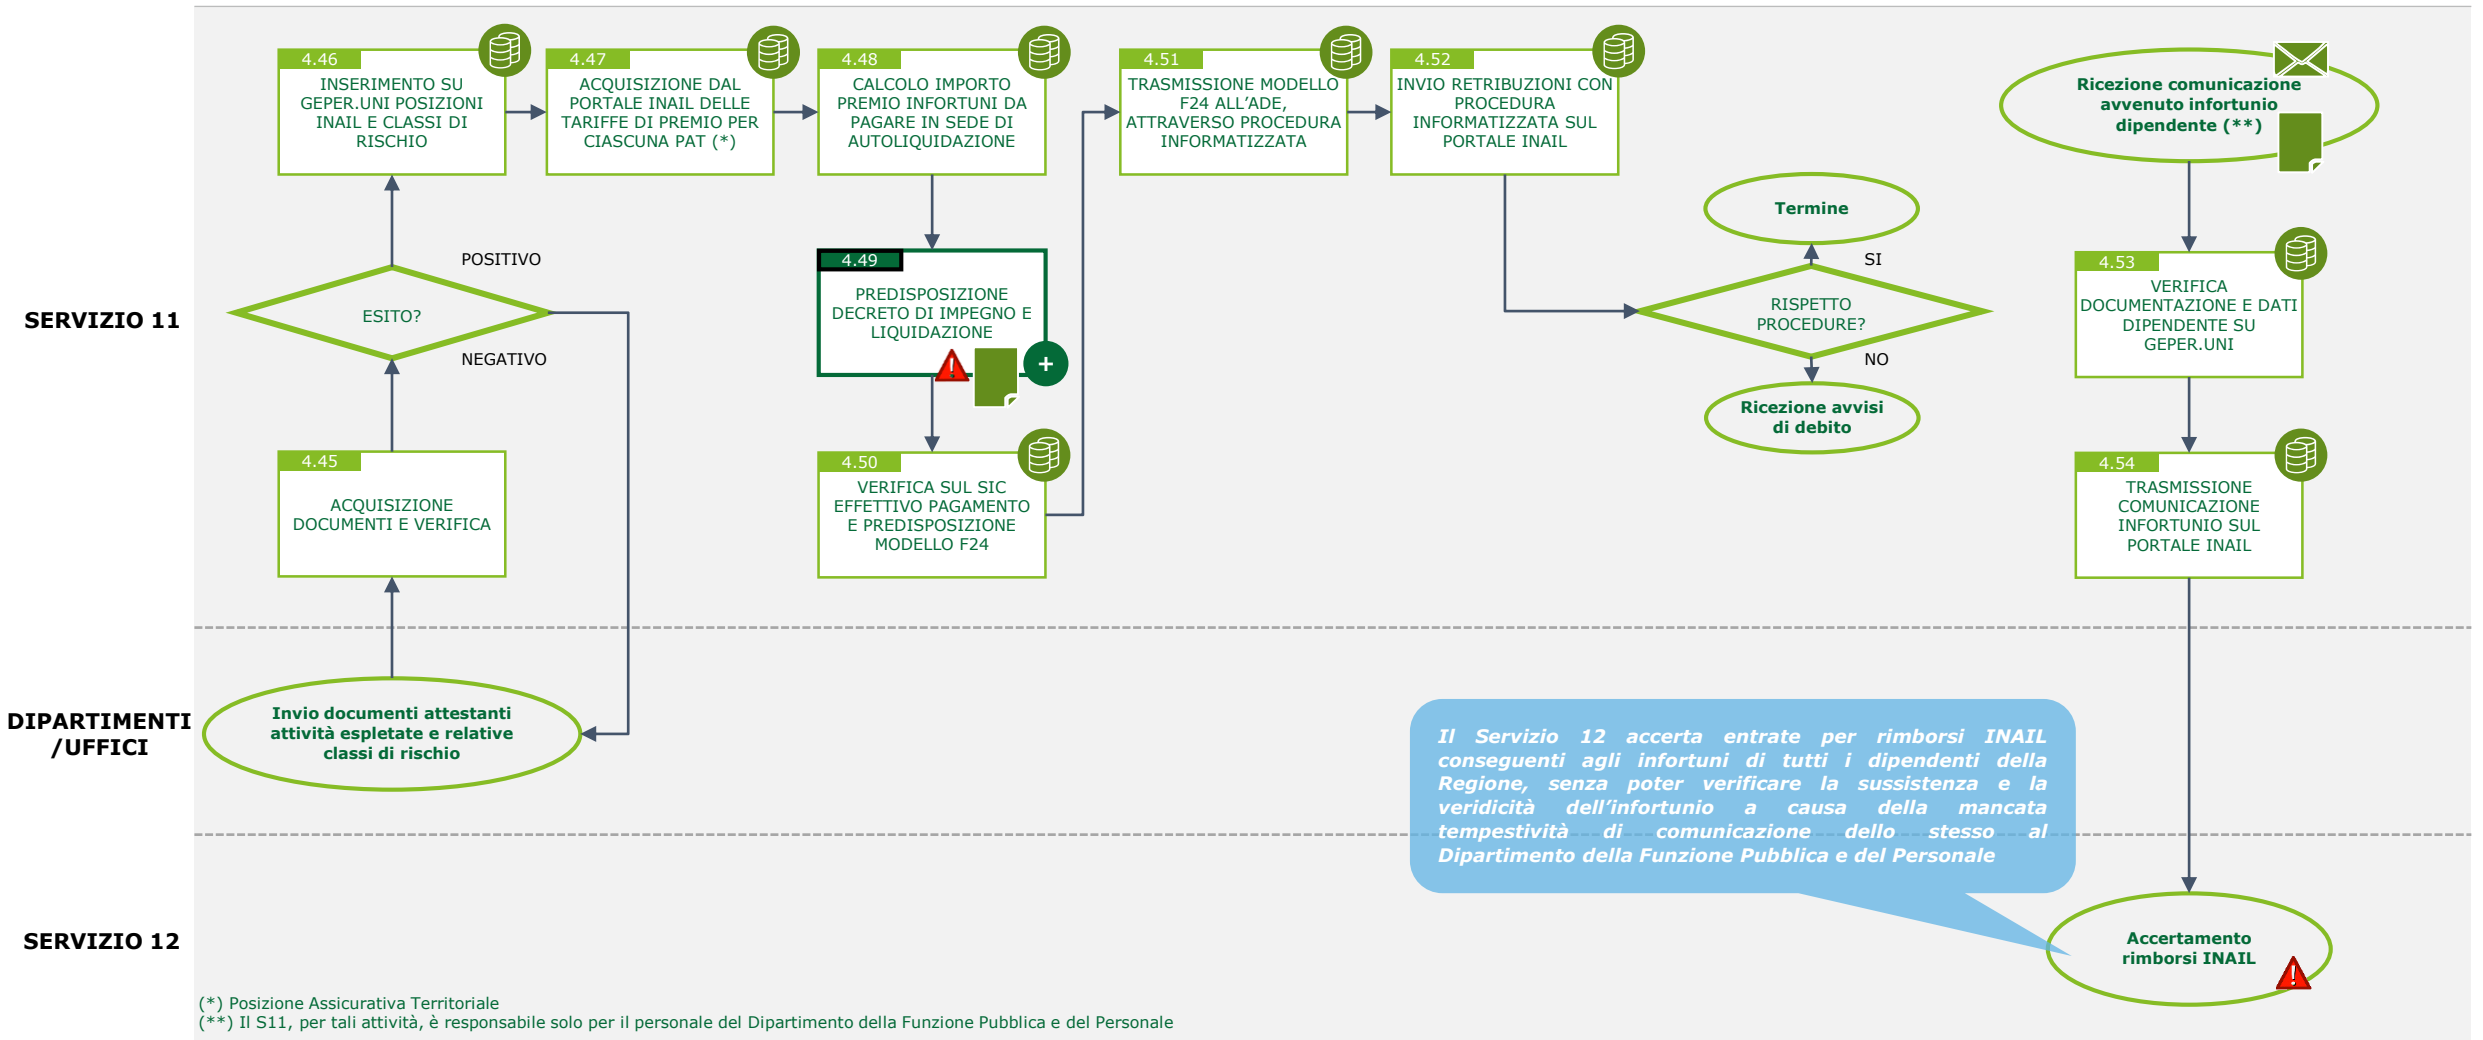 SERVIZIO 11
4.46
INSERIMENTO SU
GEPER.UNI POSIZIONI
INAIL E CLASSI DI
RISCHIO
4.47
ACQUISIZIONE DAL
PORTALE INAIL DELLE
TARIFFE DI PREMIO PER
CIASCUNA PAT (*)
4.48
CALCOLO IMPORTO
PREMIO INFORTUNI DA
PAGARE IN SEDE DI
AUTOLIQUIDAZIONE
4.51
TRASMISSIONE MODELLO
F24 ALL’ADE,
ATTRAVERSO PROCEDURA
INFORMATIZZATA
4.52
INVIO RETRIBUZIONI CON
PROCEDURA
INFORMATIZZATA SUL
PORTALE INAIL
Ricezione comunicazione
avvenuto infortunio
dipendente (**)
Termine
POSITIVO
ESITO?
NEGATIVO
4.49
PREDISPOSIZIONE
DECRETO DI IMPEGNO E
LIQUIDAZIONE
!
+
SI
RISPETTO
PROCEDURE?
NO
4.53
VERIFICA
DOCUMENTAZIONE E DATI
DIPENDENTE SU
GEPER.UNI
Ricezione avvisi
di debito
4.45
ACQUISIZIONE
DOCUMENTI E VERIFICA
4.50
VERIFICA SUL SIC
EFFETTIVO PAGAMENTO
E PREDISPOSIZIONE
MODELLO F24
4.54
TRASMISSIONE
COMUNICAZIONE
INFORTUNIO SUL
PORTALE INAIL
DIPARTIMENTI
/UFFICI
Invio documenti attestanti
attività espletate e relative
classi di rischio
Il Servizio 12 accerta entrate per rimborsi INAIL
conseguenti agli infortuni di tutti i dipendenti della
Regione, senza poter verificare la sussistenza e la
veridicità dell’infortunio a causa della mancata
tempestività di comunicazione dello stesso al
Dipartimento della Funzione Pubblica e del Personale
SERVIZIO 12
Accertamento
rimborsi INAIL
!
(*) Posizione Assicurativa Territoriale
(**) Il S11, per tali attività, è responsabile solo per il personale del Dipartimento della Funzione Pubblica e del Personale